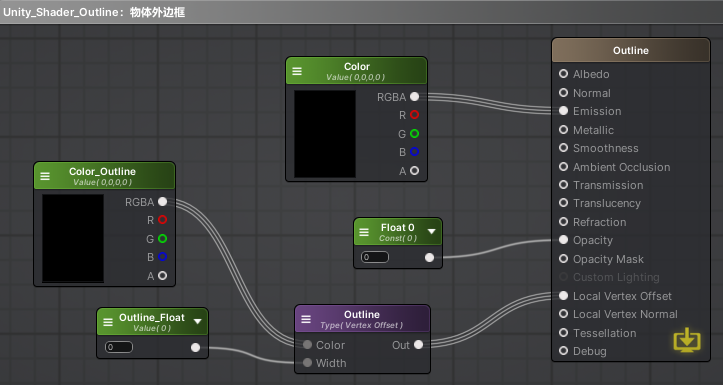 Unity_Shader_Outline：物体外边框
Color
Value( 0,0,0,0 )
RGBA
R
G
B
A
Color_Outline
Value( 0,0,0,0 )
RGBA
R
G
B
A
Float 0
Const( 0 )
0
Outline_Float
Value( 0 )
0
Outline
Type( Vertex Offset )
Color
Out
Width
Outline
Albedo
Normal
Emission
Metallic
Smoothness
Ambient Occlusion
Transmission
Translucency
Refraction
Opacity
Opacity Mask
Custom Lighting
Local Vertex Offset
Local Vertex Normal
Tessellation
Debug